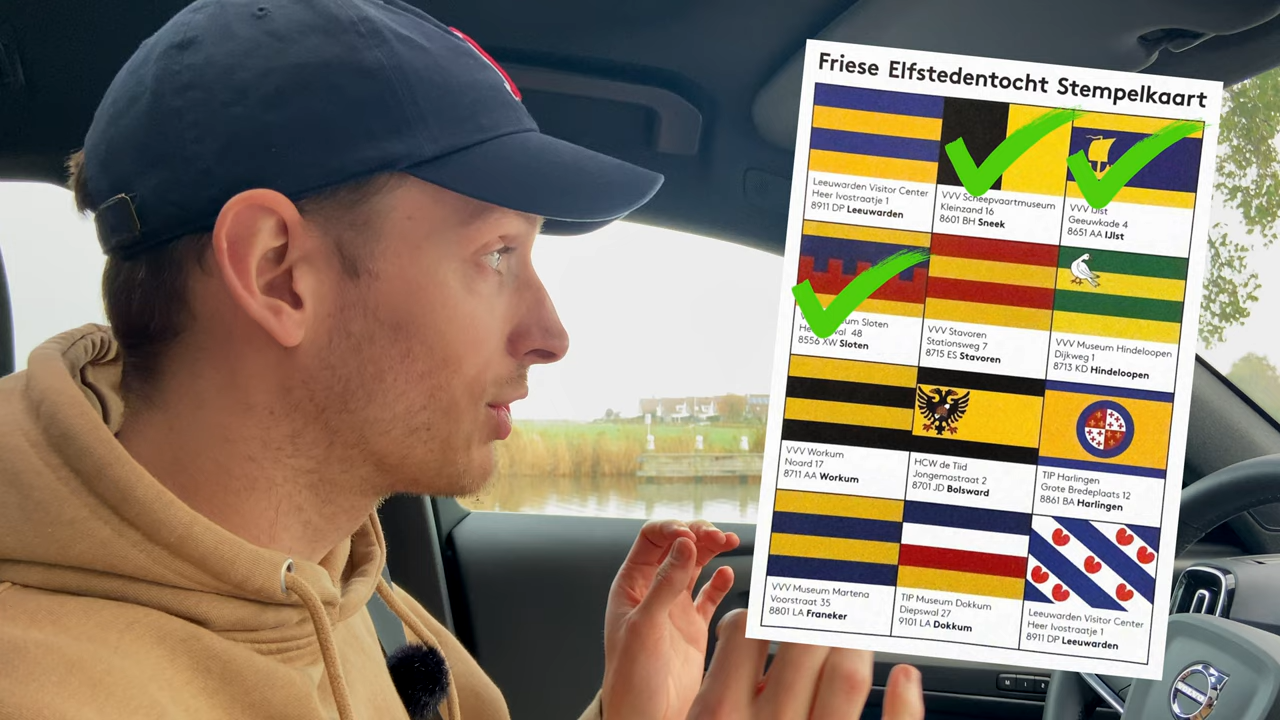 Friese Elfstedentocht Stempelkaart
Leeuwarden Visitor Center
Heer Ivostraatje 1
8911 DP Leeuwarden
VVV Scheepvaartmuseum
Kleinzand 16
8601 BH Sneek
VVV IJlst
Geeuwkade 4
8651 AA IJlst
Sloten
48
8556 XW Sloten
VVV Stavoren
Stationsweg 7
8715 ES Stavoren
VVV Museum Hindeloopen
Dijkweg 1
8713 KD Hindeloopen
VVV Workum
Noard 17
8711 AA Workum
HCW de Tiid
Jongemastraat 2
8701 JD Bolsward
TIP Harlingen
Grote Bredeplaats 12
8861 BA Harlingen
VVV Museum Martena
Voorstraat 35
8801 LA Franeker
TIP Museum Dokkum
Diepswal 27
9101 LA Dokkum
Leeuwarden Visitor Center
Heer Ivostraatje 1
8911 DP Leeuwarden
VOLVO